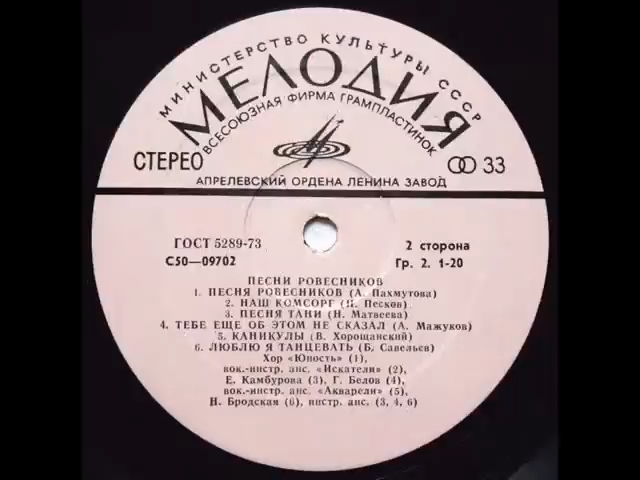 МИНИСТЕРСТВО КУЛЬТУРЫ СССР
МЕЛОДИЯ
ВСЕСОЮЗНАЯ ФИРМА ГРАМПЛАСТИНОК
СТЕРЕО
33
АПРЕЛЕВСКИЙ ОРДЕНА ЛЕНИНА ЗАВОД
ГОСТ 5289-73
2 сторона
С50—09702
Гр. 2. 1-20
ПЕСНИ РОВЕСНИКОВ
1. ПЕСНЯ РОВЕСНИКОВ (А. Пахмутова)
2. НАШ КОМСОРГ (Н. Песков)
3. ПЕСНЯ ТАНИ (Н. Матвеева)
4. ТЕБЕ ЕЩЕ ОБ ЭТОМ НЕ СКАЗАЛ (А. Мажуков)
5. КАНИКУЛЫ (В. Хорощанский)
6. ЛЮБЛЮ Я ТАНЦЕВАТЬ (Б. Савельев)
Хор «Юность» (1),
вок.-инстр. анс. «Искатели» (2),
Е. Камбурова (3), Г. Белов (4),
вок.-инстр. анс. «Акварели» (5),
Н. Бродская (6), инстр. анс. (3, 4, 6)